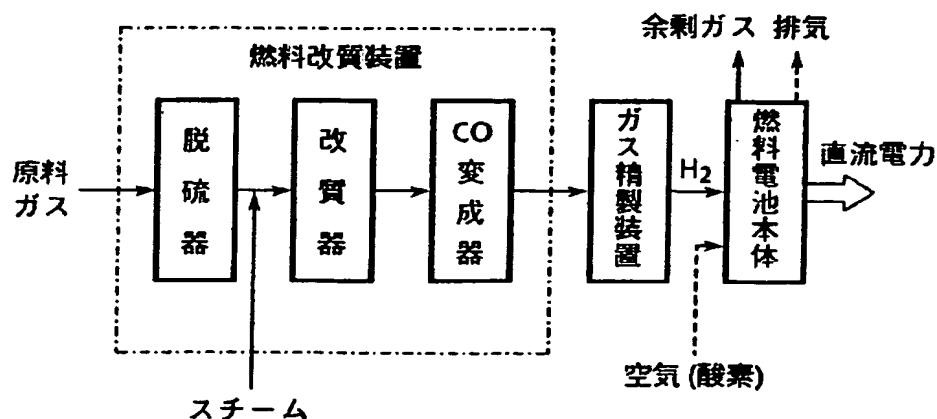 余剰ガス 排気
燃料改質装置
脱硫器
改質器
CO変成器
ガス精製装置
燃料電池本体
原料
ガス
H2
直流電力
空気(酸素)
スチーム